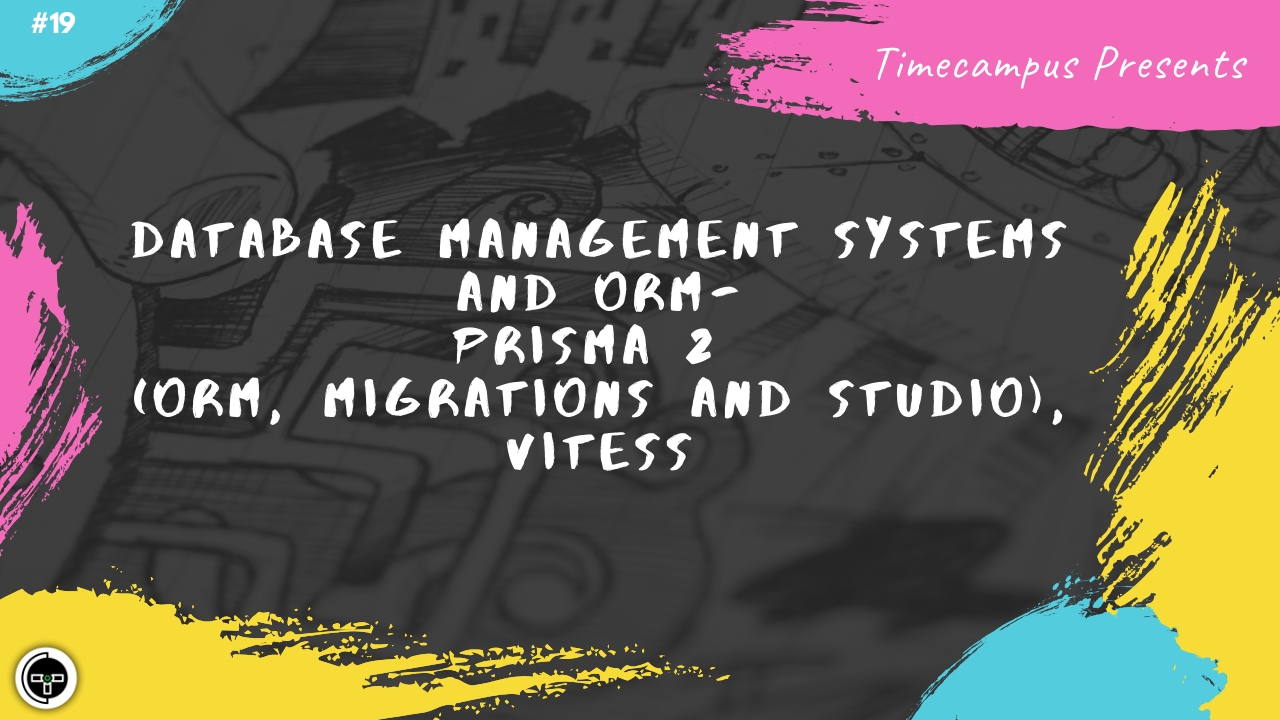 #19
Timecampus Presents
DATABASE MANAGEMENT SYSTEMS
AND ORM-
PRISMA 2
(ORM, MIGRATIONS AND STUDIO),
VITESS